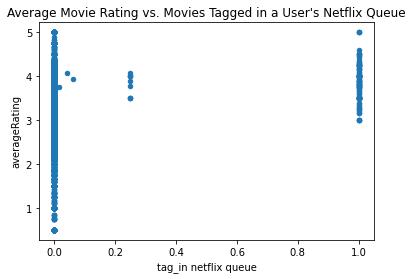 Average Movie Rating vs. Movies Tagged in a User's Netflix Queue
averageRating
5
4
3
2
1
0.0 0.2 0.4 0.6 0.8 1.0
tag_in netflix queue